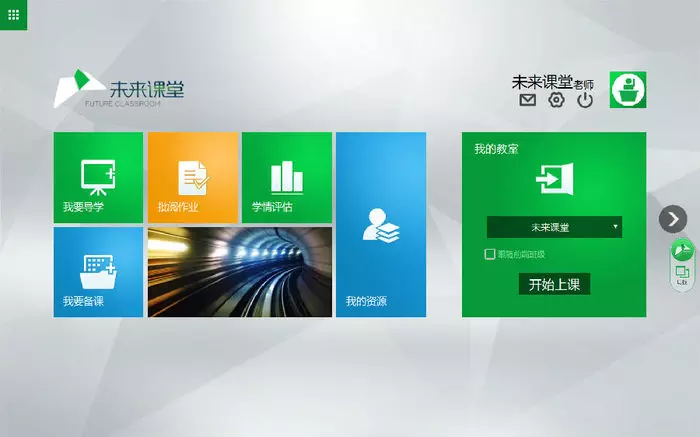 未来课堂
FUTURE CLASSROOM
未来课堂老师
我要导学
批阅作业
学情评估
我的教室
未来课堂
开始上课
我要备课
我的资源